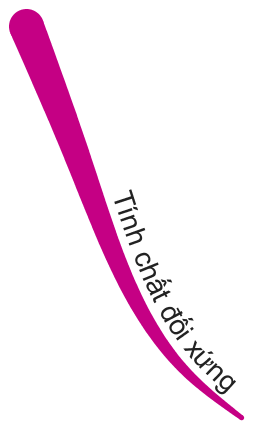 Tính chất đối xứng